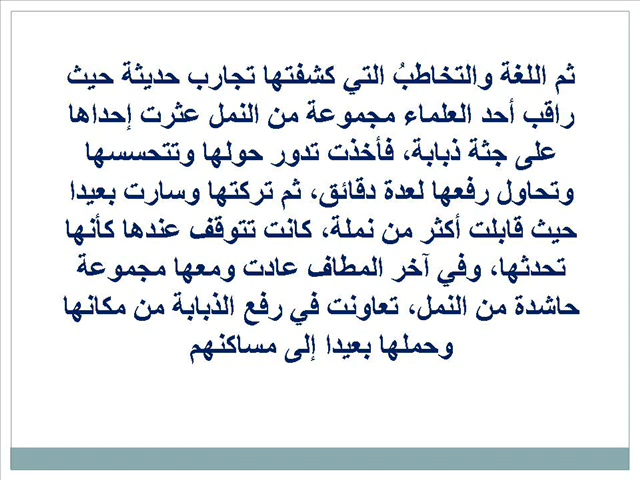 ثم اللغة والتخاطبُ التي كشفتها تجارب حديثة حيث
راقب أحد العلماء مجموعة من النمل عثرت إحداها
على جثة ذبابة، فأخذت تدور حولها وتتحسسها
وتحاول رفعها لعدة دقائق، ثم تركتها وسارت بعيدا
حيث قابلت أكثر من نملة، كانت تتوقف عندها كأنها
تحدثها، وفي آخر المطاف عادت ومعها مجموعة
حاشدة من النمل، تعاونت في رفع الذبابة من مكانها
وحملها بعيدا إلى مساكنهم